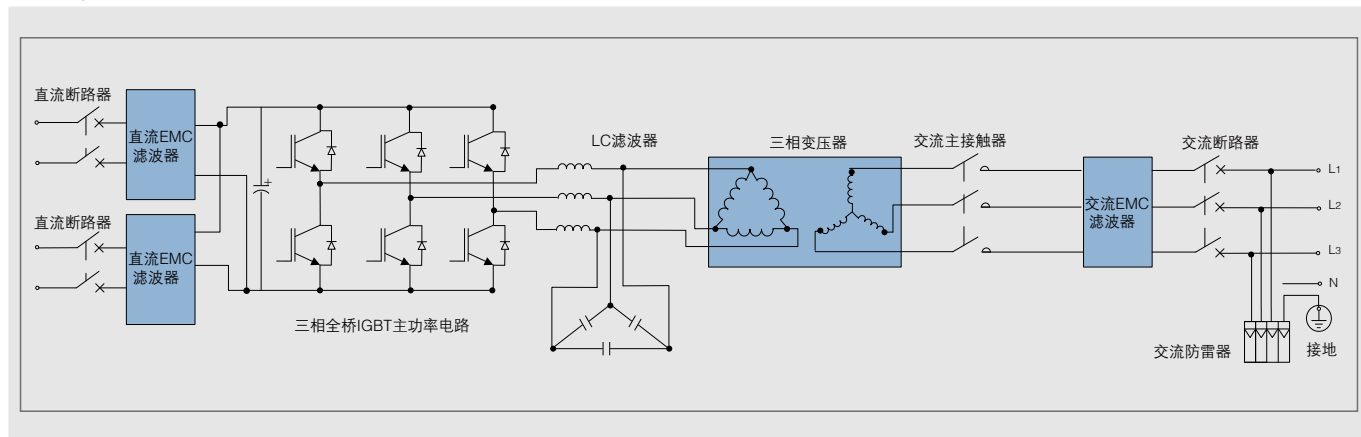 直流断路器
直流EMC
滤波器
直流断路器
直流EMC
滤波器
+
三相全桥IGBT主功率电路
LC滤波器
三相变压器
交流主接触器
交流EMC
滤波器
交流断路器
L1
L2
L3
N
交流防雷器
接地